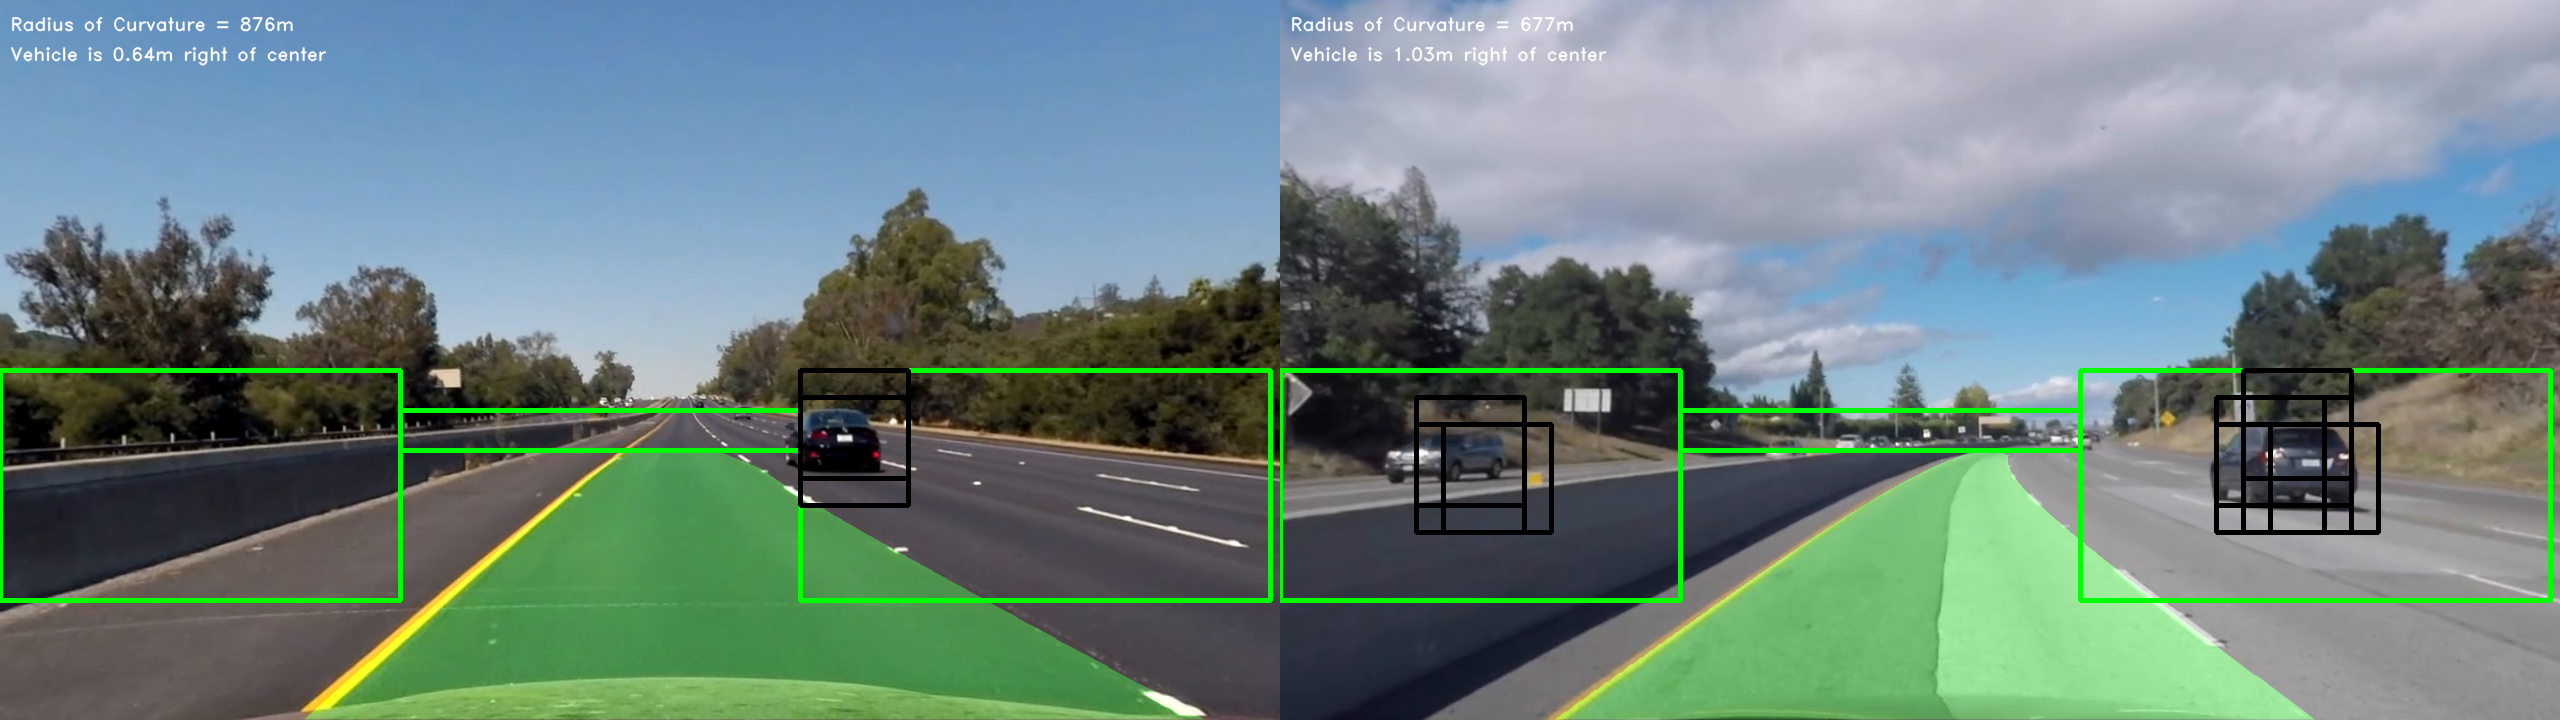 Radius of Curvature = 876m
Vehicle is 0.64m right of center
Radius of Curvature = 677m
Vehicle is 1.03m right of center